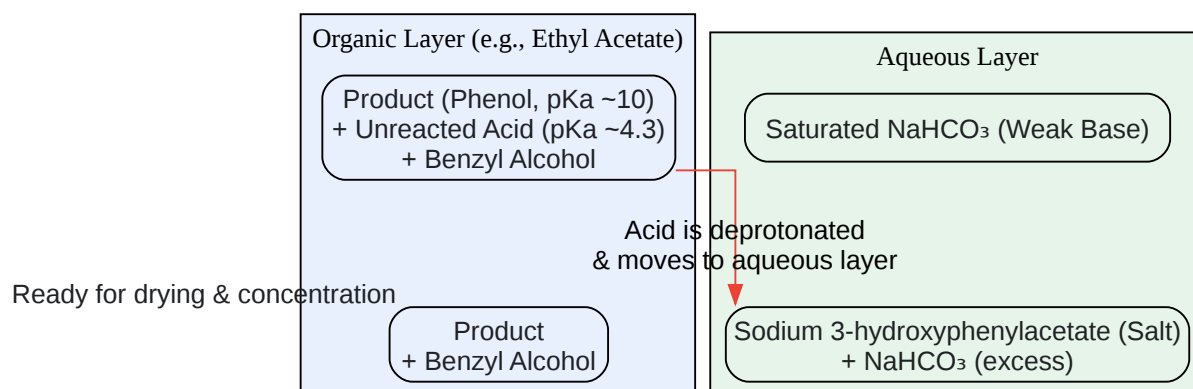 Organic Layer (e.g., Ethyl Acetate)
Product (Phenol, pKa ~10)
+ Unreacted Acid (pKa ~4.3)
+ Benzyl Alcohol
Aqueous Layer
Saturated NaHCO₃ (Weak Base)
Acid is deprotonated
& moves to aqueous layer
Ready for drying & concentration
Product
+ Benzyl Alcohol
Sodium 3-hydroxyphenylacetate (Salt)
+ NaHCO₃ (excess)